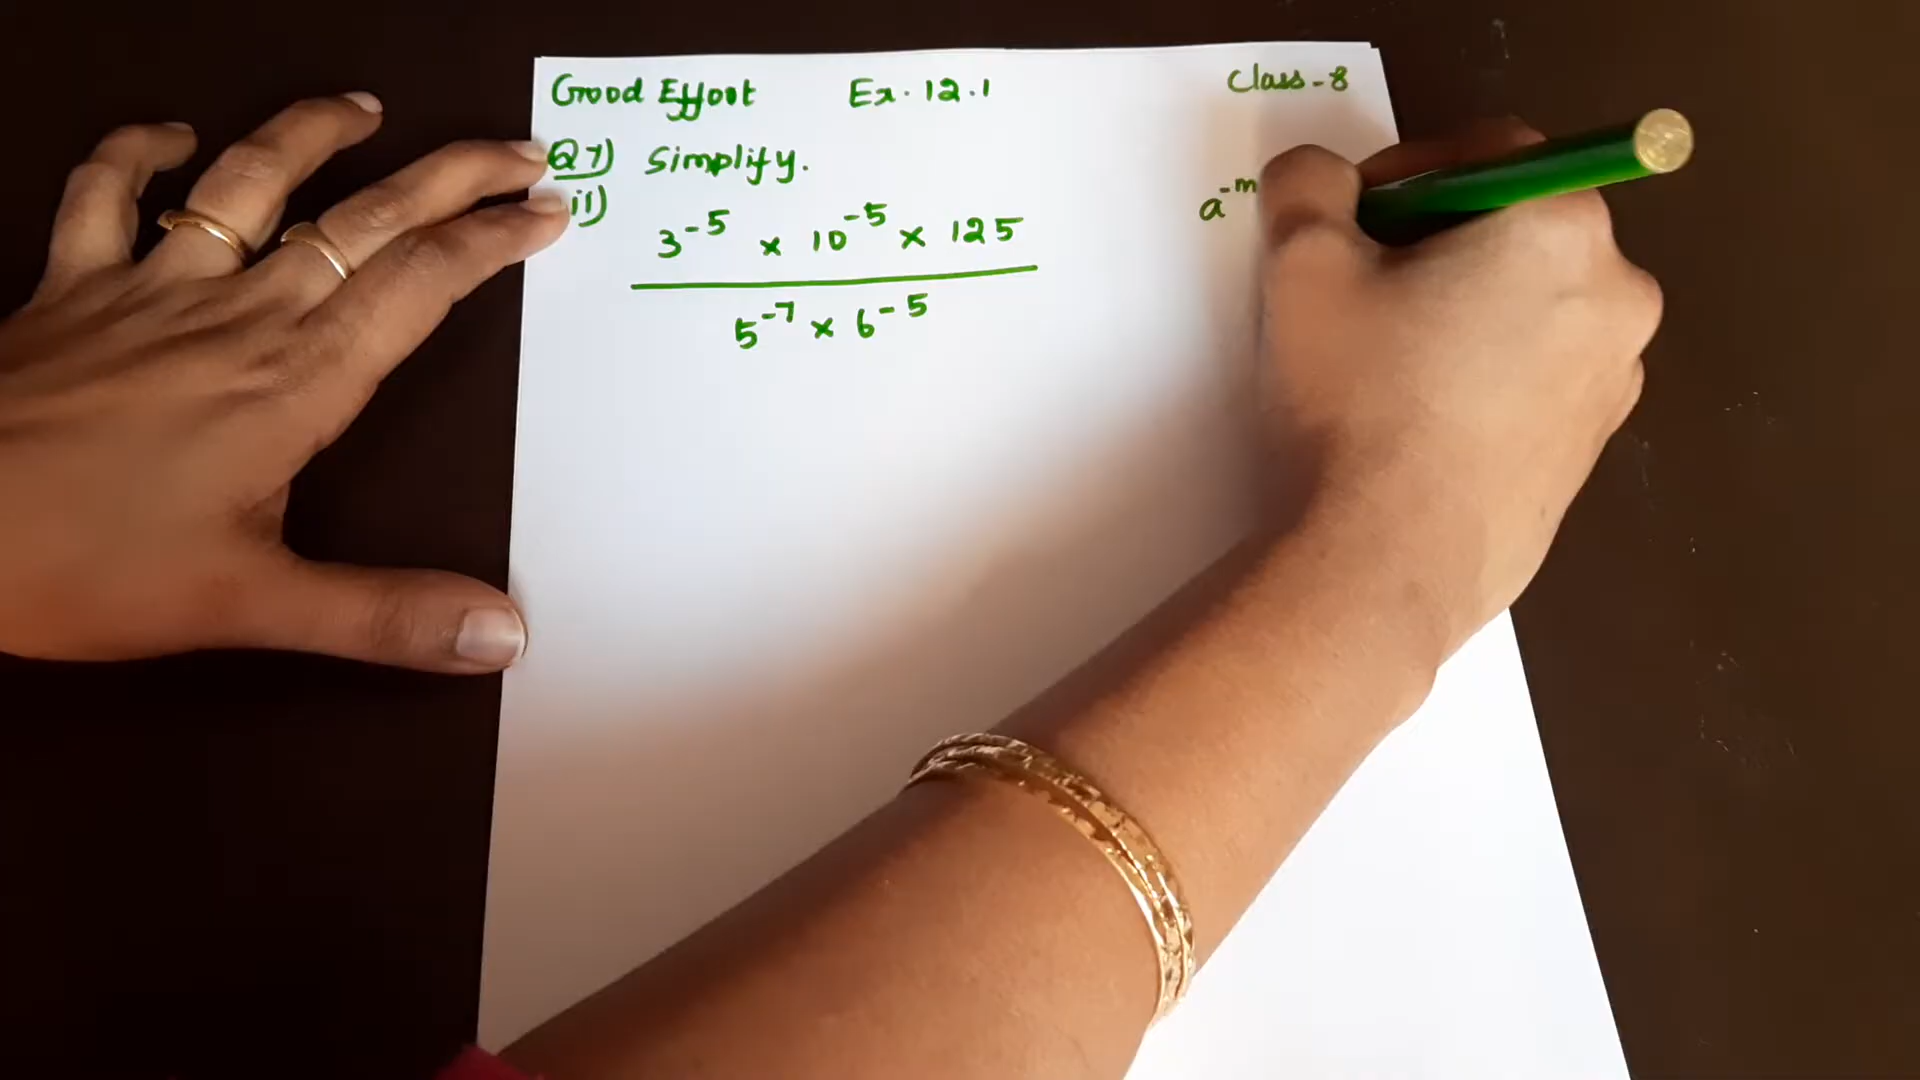 Good Effort Ex. 12.1 Class-8
Q7) Simplify.
ii)
3⁻⁵ × 10⁻⁵ × 125
5⁻⁷ × 6⁻⁵
a⁻ᵐ